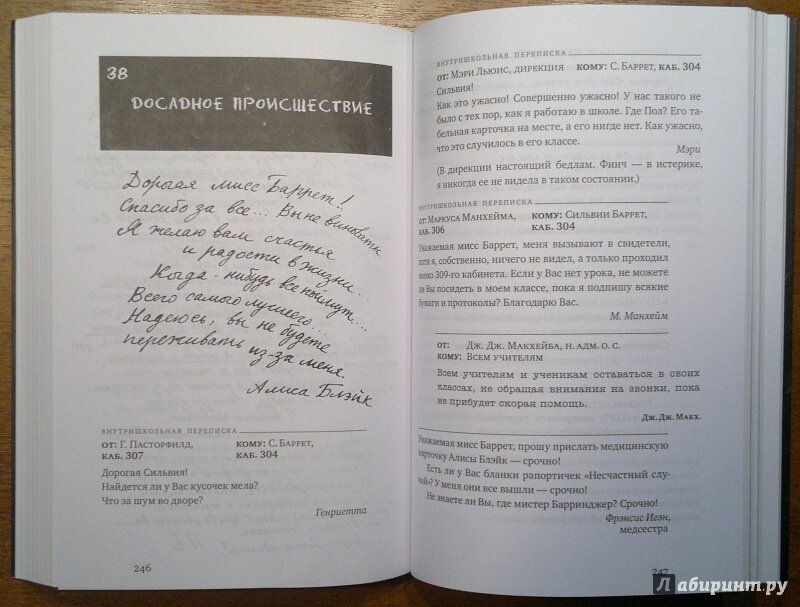 38
ДОСАДНОЕ ПРОИСШЕСТВИЕ
Дорогая мисс Баррет!
Спасибо за все... Вы не виноваты
Я желаю вам счастья
и радости в жизни...
Когда-нибудь все поймут...
Всего самого лучшего...
Надеюсь, вы не будете
переживать из-за меня.
Алиса Блэйк
ВНУТРИШКОЛЬНАЯ ПЕРЕПИСКА
ОТ: Г. ПАСТОРФИЛД, КОМУ: С. БАРРЕТ,
КАБ. 307 КАБ. 304
Дорогая Сильвия!
Найдется ли у Вас кусочек мела?
Что за шум во дворе?
Генриетта
246
ВНУТРИШКОЛЬНАЯ ПЕРЕПИСКА
ОТ: МЭРИ ЛЬЮИС, ДИРЕКЦИЯ КОМУ: С. БАРРЕТ, КАБ. 304
Сильвия!
Как это ужасно! Совершенно ужасно! У нас такого не
было с тех пор, как я работаю в школе. Где Пол? Его та-
бельная карточка на месте, а его нигде нет. Как ужасно,
что это случилось в его классе.
Мэри
(В дирекции настоящий бедлам. Финч — в истерике,
я никогда ее не видела в таком состоянии.)
ВНУТРИШКОЛЬНАЯ ПЕРЕПИСКА
ОТ: МАРКУСА МАНХЕЙМА, КОМУ: СИЛЬВИИ БАРРЕТ,
КАБ. 306 КАБ. 304
Уважаемая мисс Баррет, меня вызывают в свидетели,
хотя я, собственно, ничего не видел, а только проходил
мимо 309-го кабинета. Если у Вас нет урока, не можете
ли Вы посидеть в моем классе, пока я подпишу всякие
бумаги и протоколы? Благодарю Вас.
М. Манхейм
ОТ: ДЖ. ДЖ. МАКХЕЙБА, Н. АДМ. О. С.
КОМУ: ВСЕМ УЧИТЕЛЯМ
Всем учителям и ученикам оставаться в своих
классах, не обращая внимания на звонки, пока
не прибудет скорая помощь.
Дж. Дж. Макх.
Уважаемая мисс Баррет, прошу прислать медицинскую
карточку Алисы Блэйк — срочно!
Есть ли у Вас бланки рапортичек «Несчастный слу-
чай»? У меня они все вышли — срочно!
Не знаете ли Вы, где мистер Барринджер? Срочно!
Фрэнсис Игэн,
медсестра
247
Лабиринт.ру